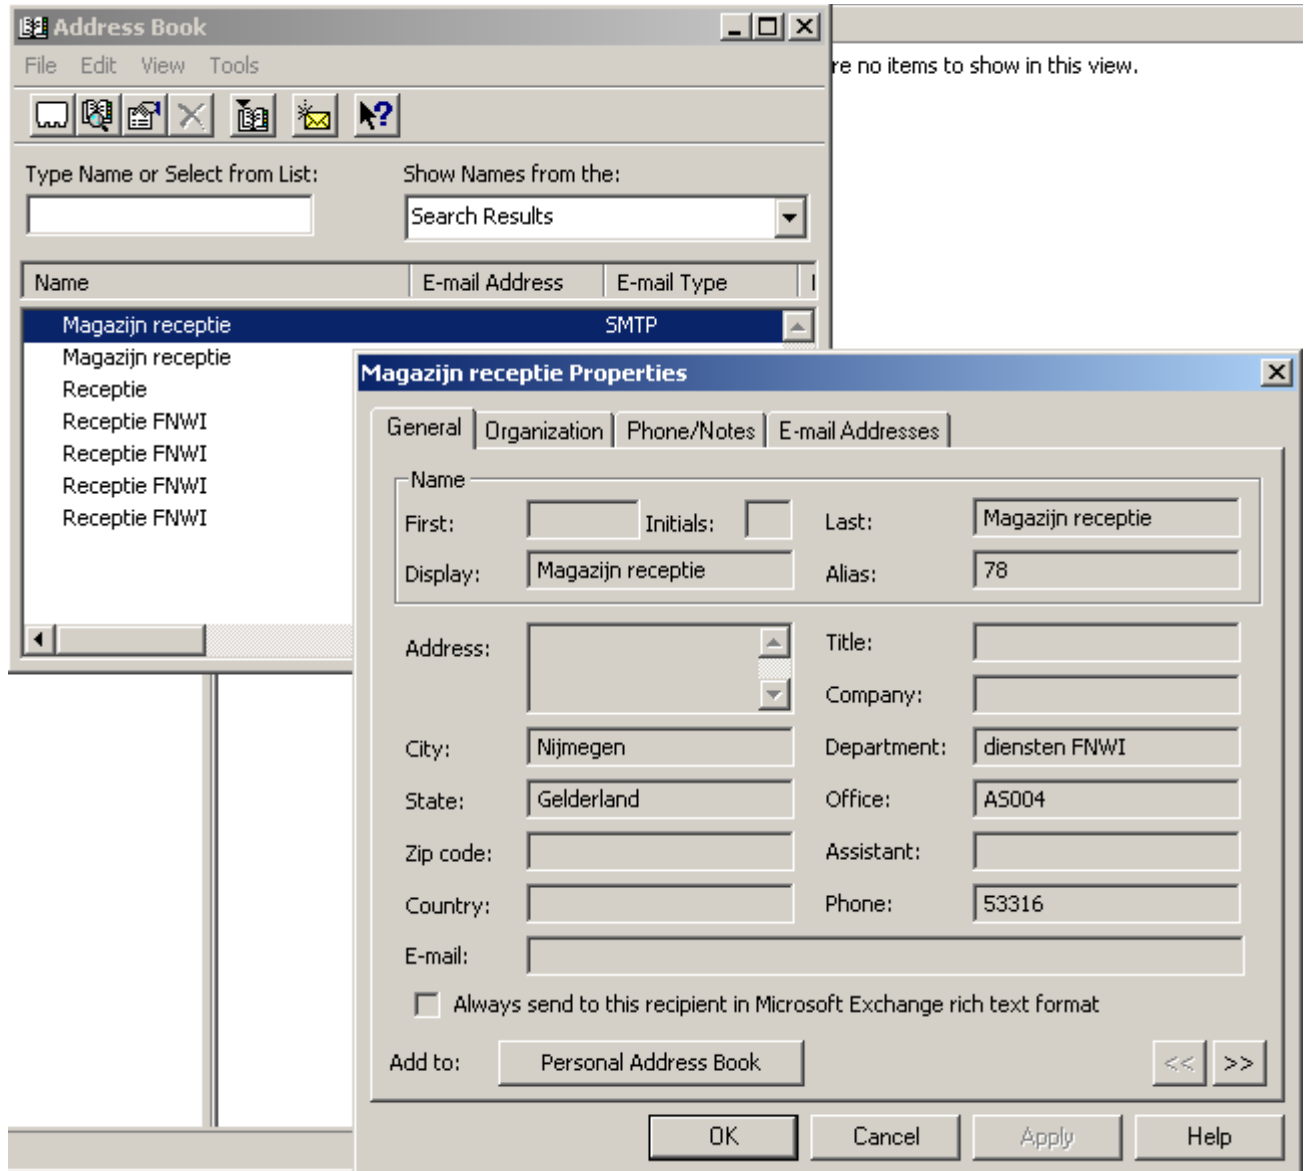 Address Book
File Edit View Tools
re no items to show in this view.
Type Name or Select from List:
Show Names from the:
Search Results
Name E-mail Address E-mail Type
Magazijn receptie SMTP
Magazijn receptie
Receptie
Receptie FNWI
Receptie FNWI
Receptie FNWI
Receptie FNWI
Magazijn receptie Properties
General Organization Phone/Notes E-mail Addresses
Name
First: Initials: Last: Magazijn receptie
Display: Magazijn receptie Alias: 78
Address: Title:
Company:
City: Nijmegen Department: diensten FNWI
State: Gelderland Office: AS004
Zip code: Assistant:
Country: Phone: 53316
E-mail:
Always send to this recipient in Microsoft Exchange rich text format
Add to: Personal Address Book << >>
OK Cancel Apply Help